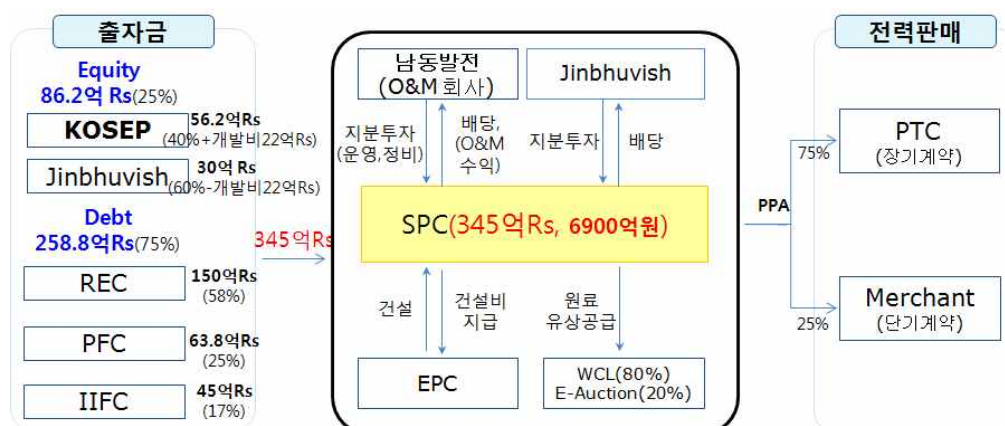 출자금
Equity
86.2억 Rs(25%)
KOSEP
56.2억Rs
(40%+개발비22억Rs)
Jinbhuvish
30억 Rs
(60%-개발비22억Rs)
Debt
258.8억Rs(75%)
REC
150억Rs
(58%)
PFC
63.8억Rs
(25%)
IIFC
45억Rs
(17%)
345억Rs
남동발전
(O&M 회사)
Jinbhuvish
지분투자
(운영,정비)
배당,
(O&M
수익)
지분투자
배당
SPC(345억Rs, 6900억원)
건설
건설비
지급
원료
유상공급
EPC
WCL(80%)
E-Auction(20%)
PPA
전력판매
75%
PTC
(장기계약)
25%
Merchant
(단기계약)